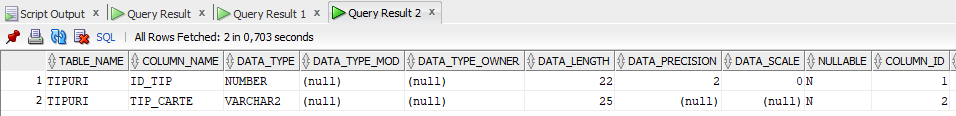 Script Output × Query Result × Query Result 1 × Query Result 2 ×
SQL | All Rows Fetched: 2 in 0,703 seconds
TABLE_NAME COLUMN_NAME DATA_TYPE DATA_TYPE_MOD DATA_TYPE_OWNER DATA_LENGTH DATA_PRECISION DATA_SCALE NULLABLE COLUMN_ID
1 TIPURI ID_TIP NUMBER (null) (null) 22 2 0 N 1
2 TIPURI TIP_CARTE VARCHAR2 (null) (null) 25 (null) (null) N 2